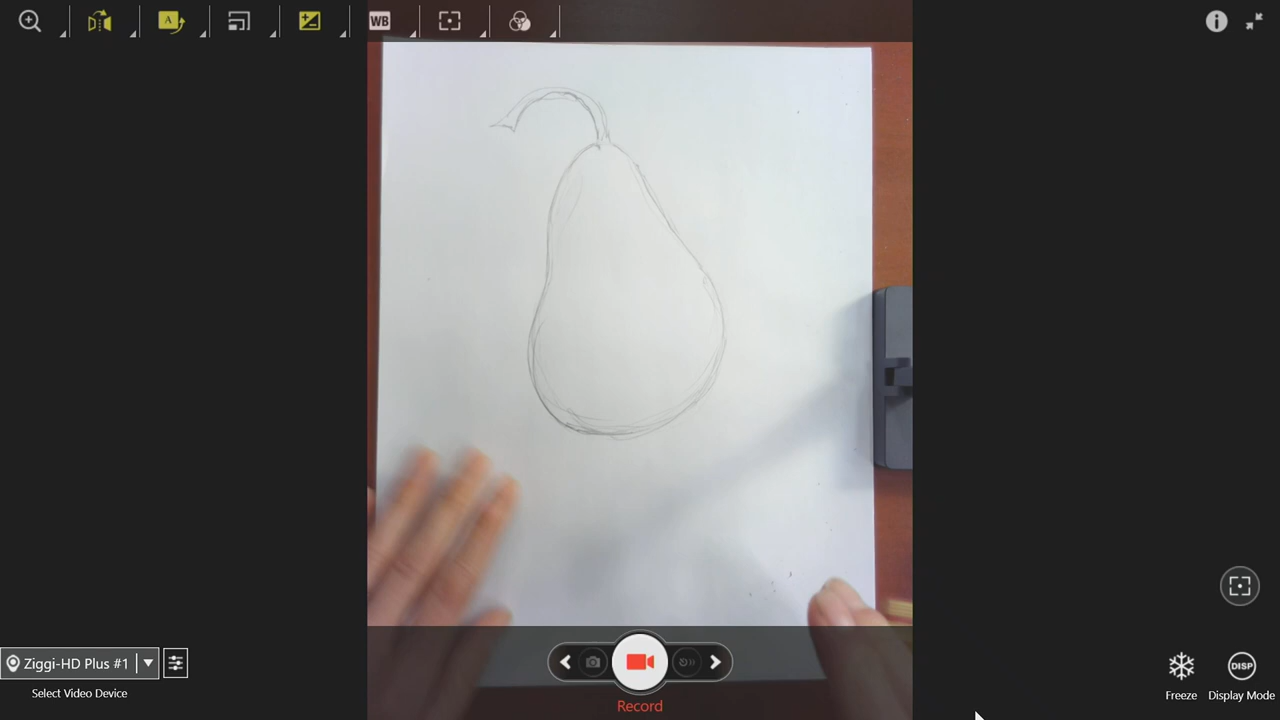 A
WB
i
Ziggi-HD Plus #1
Select Video Device
Record
DISP
Freeze
Display Mode